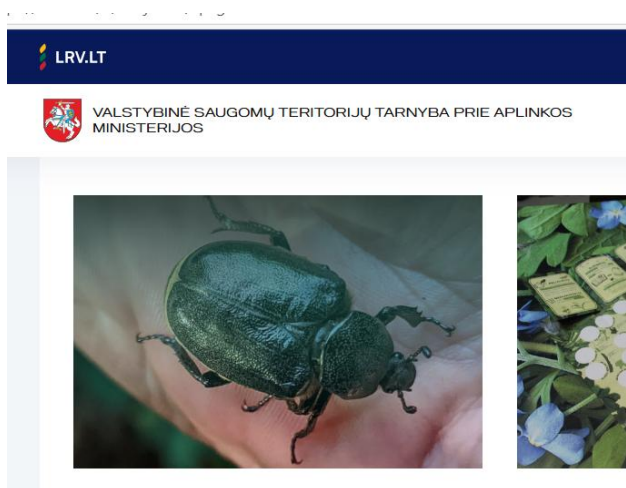 LRV.LT
VALSTYBINĖ SAUGOMŲ TERITORIJŲ TARNYBA PRIE APLINKOS
MINISTERIJOS